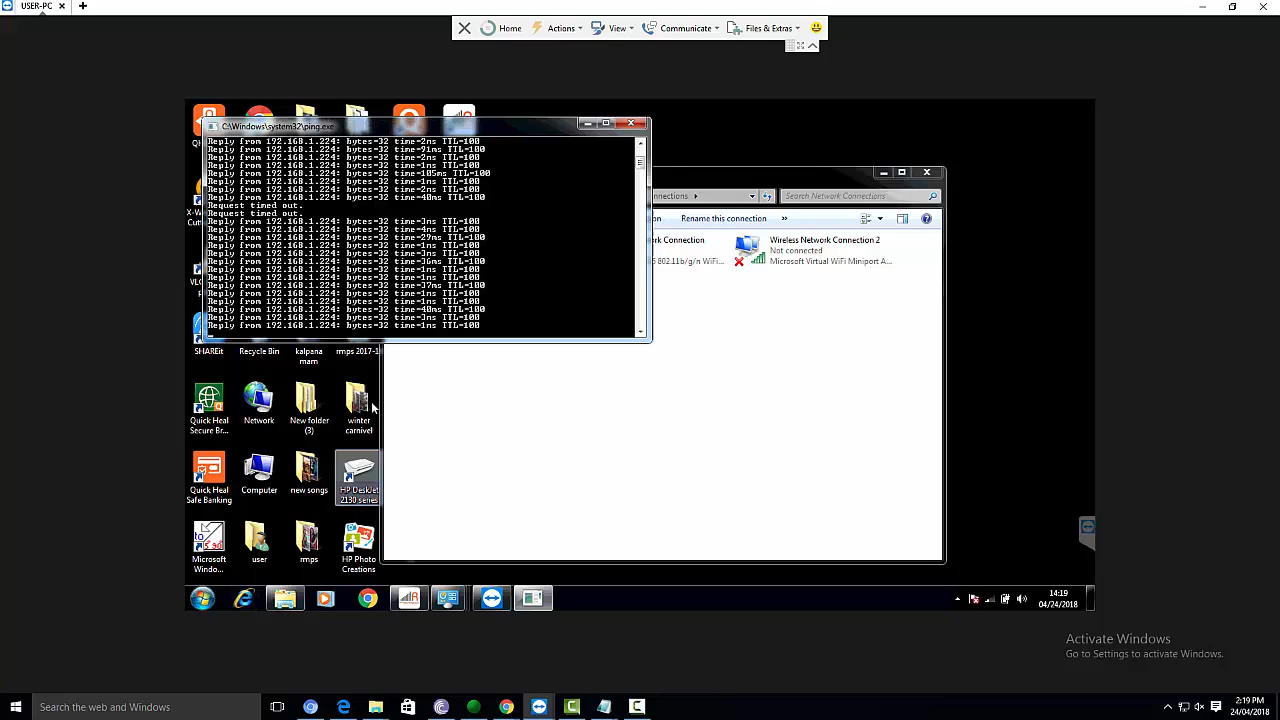 USER-PC
Home
Actions
View
Communicate
Files & Extras
C:\Windows\system32\ping.exe
Reply from 192.168.1.224: bytes=32 time=2ms TTL=100
Reply from 192.168.1.224: bytes=32 time=91ms TTL=100
Reply from 192.168.1.224: bytes=32 time=2ms TTL=100
Reply from 192.168.1.224: bytes=32 time=1ms TTL=100
Reply from 192.168.1.224: bytes=32 time=105ms TTL=100
Reply from 192.168.1.224: bytes=32 time=1ms TTL=100
Reply from 192.168.1.224: bytes=32 time=2ms TTL=100
Reply from 192.168.1.224: bytes=32 time=40ms TTL=100
Request timed out.
Request timed out.
Reply from 192.168.1.224: bytes=32 time=3ms TTL=100
Reply from 192.168.1.224: bytes=32 time=4ms TTL=100
Reply from 192.168.1.224: bytes=32 time=29ms TTL=100
Reply from 192.168.1.224: bytes=32 time=1ms TTL=100
Reply from 192.168.1.224: bytes=32 time=3ms TTL=100
Reply from 192.168.1.224: bytes=32 time=36ms TTL=100
Reply from 192.168.1.224: bytes=32 time=1ms TTL=100
Reply from 192.168.1.224: bytes=32 time=1ms TTL=100
Reply from 192.168.1.224: bytes=32 time=37ms TTL=100
Reply from 192.168.1.224: bytes=32 time=1ms TTL=100
Reply from 192.168.1.224: bytes=32 time=1ms TTL=100
Reply from 192.168.1.224: bytes=32 time=40ms TTL=100
Reply from 192.168.1.224: bytes=32 time=3ms TTL=100
Reply from 192.168.1.224: bytes=32 time=1ms TTL=100
nnections
Search Network Connections
on
Rename this connection
»
rk Connection
5 802.11b/g/n WiFi...
Wireless Network Connection 2
Not connected
Microsoft Virtual WiFi Miniport A...
SHAREit
Recycle Bin
kalpana
mam
rmps 2017-1
Quick Heal
Secure Br...
Network
New folder
(3)
winter
carnivel
Quick Heal
Safe Banking
Computer
new songs
HP DeskJet
2130 series
Microsoft
Windo...
user
rmps
HP Photo
Creations
14:19
04/24/2018
Activate Windows
Go to Settings to activate Windows.
Search the web and Windows
2:19 PM
24/04/2018